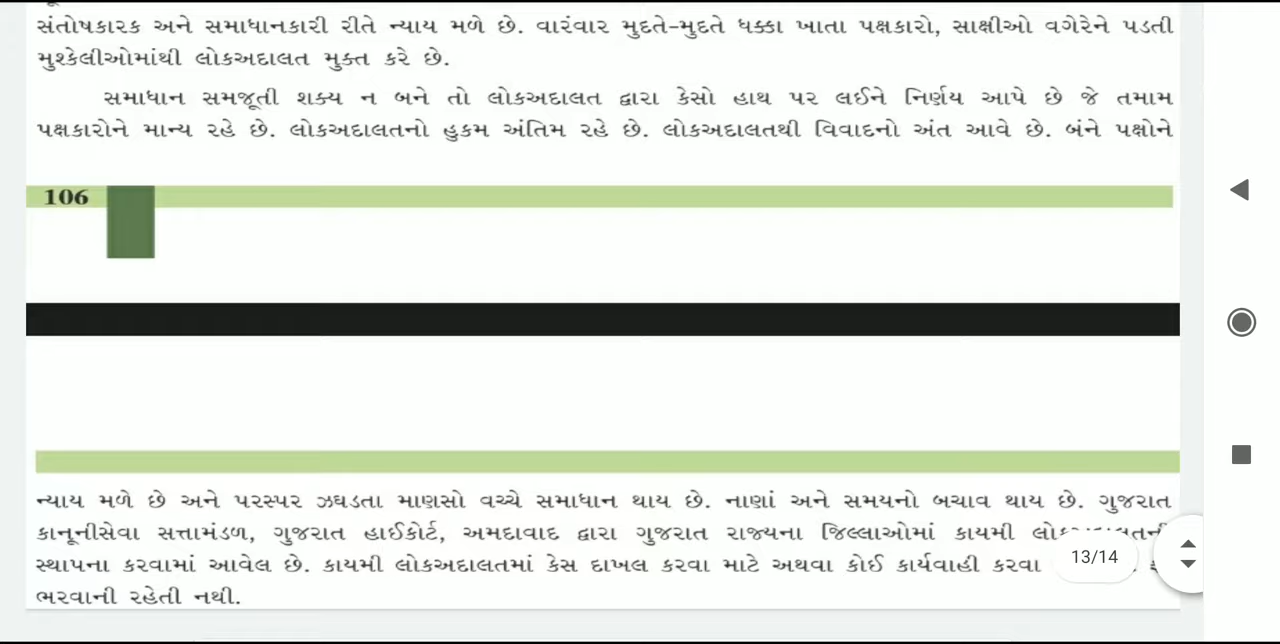 સંતોષકારક અને સમાધાનકારી રીતે ન્યાય મળે છે. વારંવાર મુદતે-મુદતે ધક્કા ખાતા પક્ષકારો, સાક્ષીઓ વગેરેને પડતી
મુશ્કેલીઓમાંથી લોકઅદાલત મુક્ત કરે છે.
સમાધાન સમજૂતી શક્ય ન બને તો લોકઅદાલત દ્વારા કેસો હાથ પર લઈને નિર્ણય આપે છે જે તમામ
પક્ષકારોને માન્ય રહે છે. લોકઅદાલતનો હુકમ અંતિમ રહે છે. લોકઅદાલતથી વિવાદનો અંત આવે છે. બંને પક્ષોને
106
ન્યાય મળે છે અને પરસ્પર ઝઘડતા માણસો વચ્ચે સમાધાન થાય છે. નાણાં અને સમયનો બચાવ થાય છે. ગુજરાત
કાનૂનીસેવા સત્તામંડળ, ગુજરાત હાઈકોર્ટ, અમદાવાદ દ્વારા ગુજરાત રાજ્યના જિલ્લાઓમાં કાયમી
સ્થાપના કરવામાં આવેલ છે. કાયમી લોકઅદાલતમાં કેસ દાખલ કરવા માટે અથવા કોઈ કાર્યવાહી કરવા
13/14
ભરવાની રહેતી નથી.